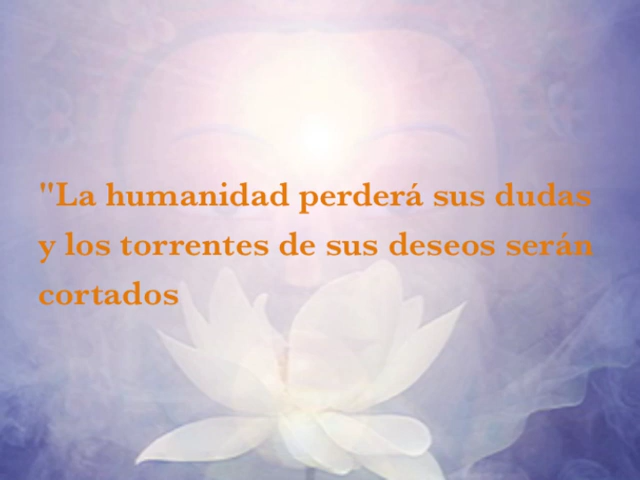 "La humanidad perderá sus dudas
y los torrentes de sus deseos serán
cortados